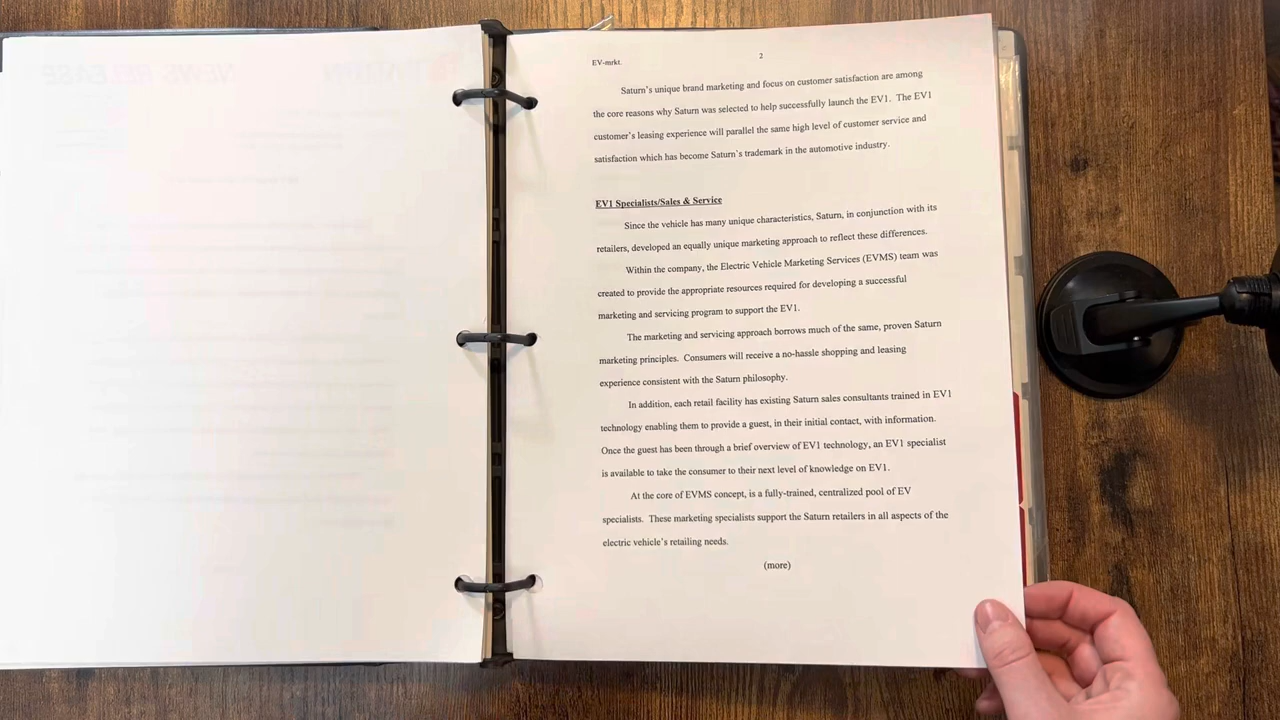 EV-mrkt.
2
Saturn's unique brand marketing and focus on customer satisfaction are among
the core reasons why Saturn was selected to help successfully launch the EV1. The EV1
customer's leasing experience will parallel the same high level of customer service and
satisfaction which has become Saturn's trademark in the automotive industry.
EV1 Specialists/Sales & Service
Since the vehicle has many unique characteristics, Saturn, in conjunction with its
retailers, developed an equally unique marketing approach to reflect these differences.
Within the company, the Electric Vehicle Marketing Services (EVMS) team was
created to provide the appropriate resources required for developing a successful
marketing and servicing program to support the EV1.
The marketing and servicing approach borrows much of the same, proven Saturn
marketing principles. Consumers will receive a no-hassle shopping and leasing
experience consistent with the Saturn philosophy.
In addition, each retail facility has existing Saturn sales consultants trained in EV1
technology enabling them to provide a guest, in their initial contact, with information.
Once the guest has been through a brief overview of EV1 technology, an EV1 specialist
is available to take the consumer to their next level of knowledge on EV1.
At the core of EVMS concept, is a fully-trained, centralized pool of EV
specialists. These marketing specialists support the Saturn retailers in all aspects of the
electric vehicle's retailing needs.
(more)